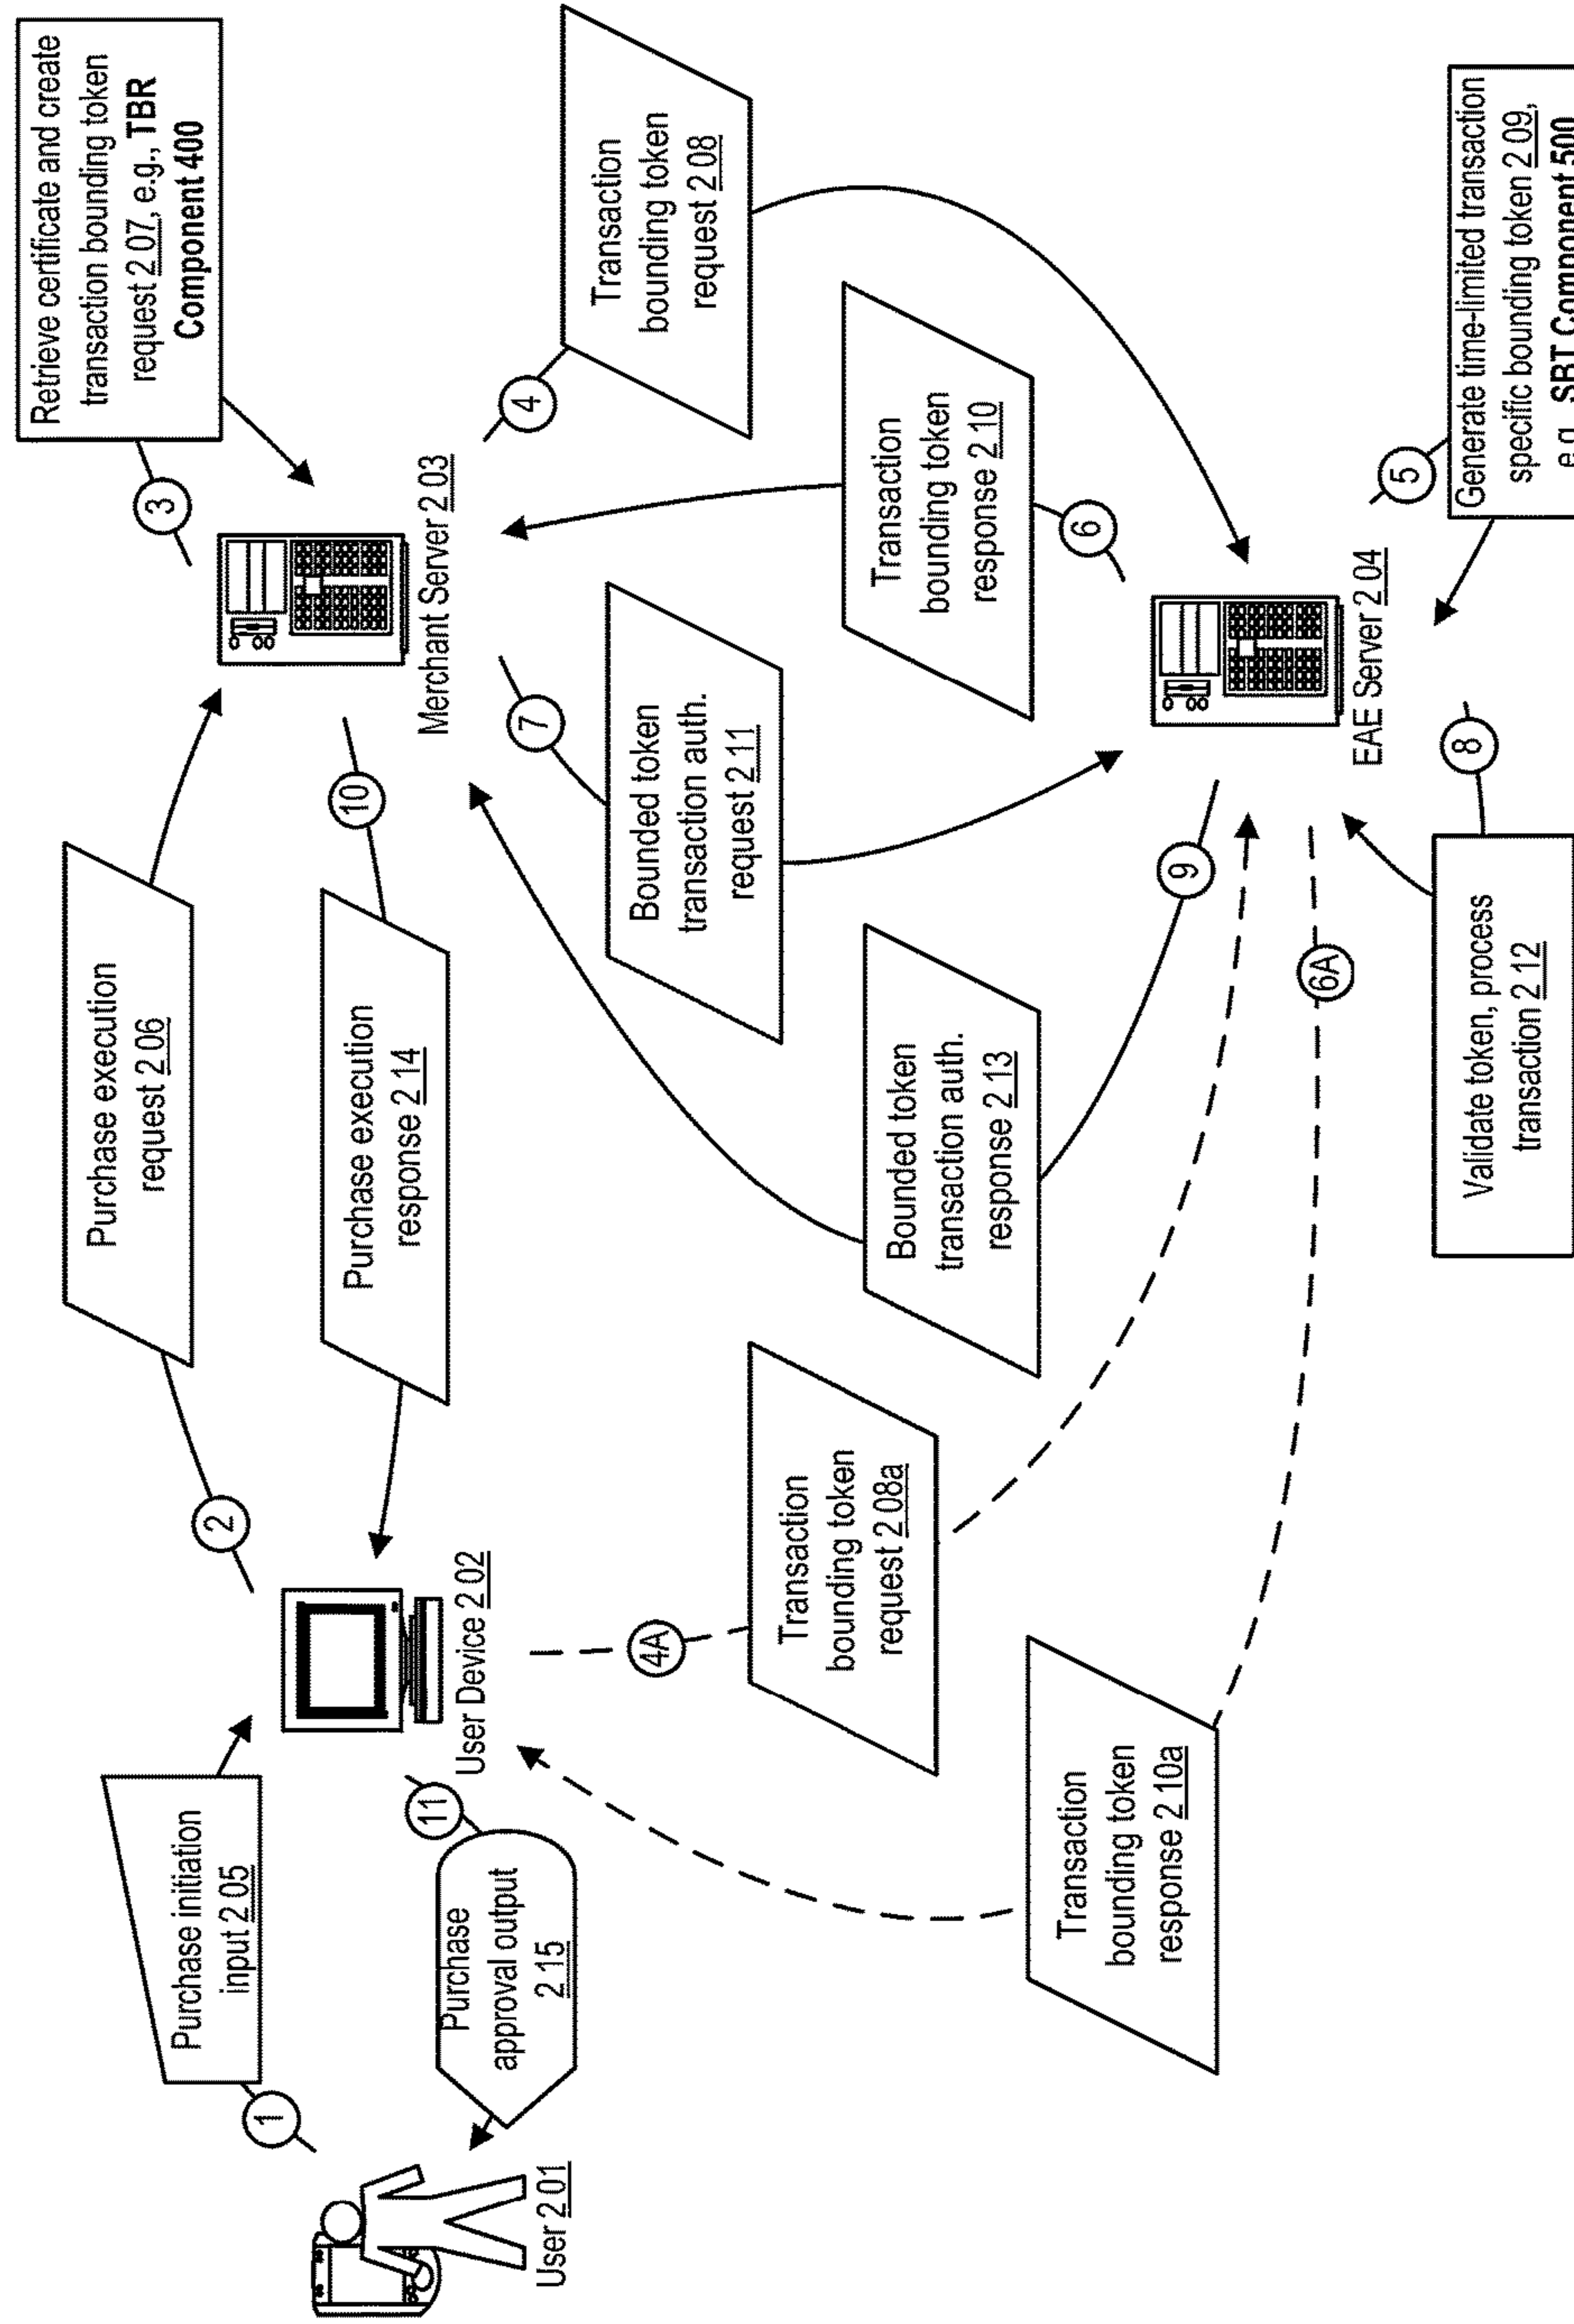 Purchase initiation
input 2 05
1
User 2 01
Purchase
approval output
2 15
11
User Device 2 02
2
Purchase execution
request 2 06
Purchase execution
response 2 14
10
Retrieve certificate and create
transaction bounding token
request 2 07, e.g., TBR
Component 400
3
Merchant Server 2 03
4
Transaction
bounding token
request 2 08
Transaction
bounding token
response 2 10
6
7
Bounded token
transaction auth.
request 2 11
Bounded token
transaction auth.
response 2 13
9
4A
Transaction
bounding token
request 2 08a
Transaction
bounding token
response 2 10a
6A
EAE Server 2 04
5
Generate time-limited transaction
specific bounding token 2 09,
e.g., SBT Component 500
8
Validate token, process
transaction 2 12